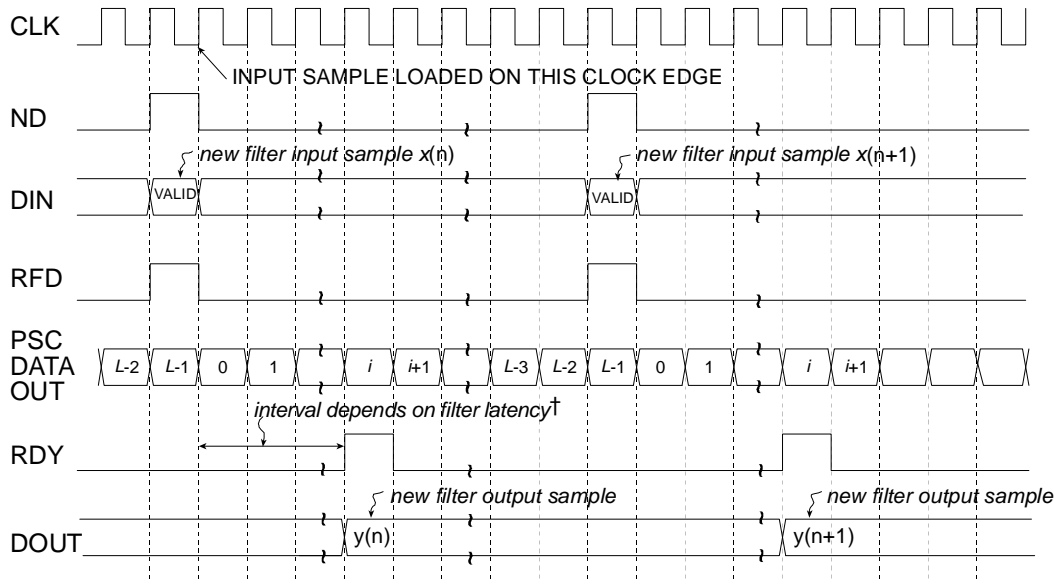 CLK
INPUT SAMPLE LOADED ON THIS CLOCK EDGE
ND
new filter input sample x(n)
new filter input sample x(n+1)
DIN
VALID
VALID
RFD
PSC
DATA
OUT
L-2 L-1 0 1 i i+1 L-3 L-2 L-1 0 1 i i+1
interval depends on filter latency†
RDY
new filter output sample
new filter output sample
DOUT
y(n)
y(n+1)